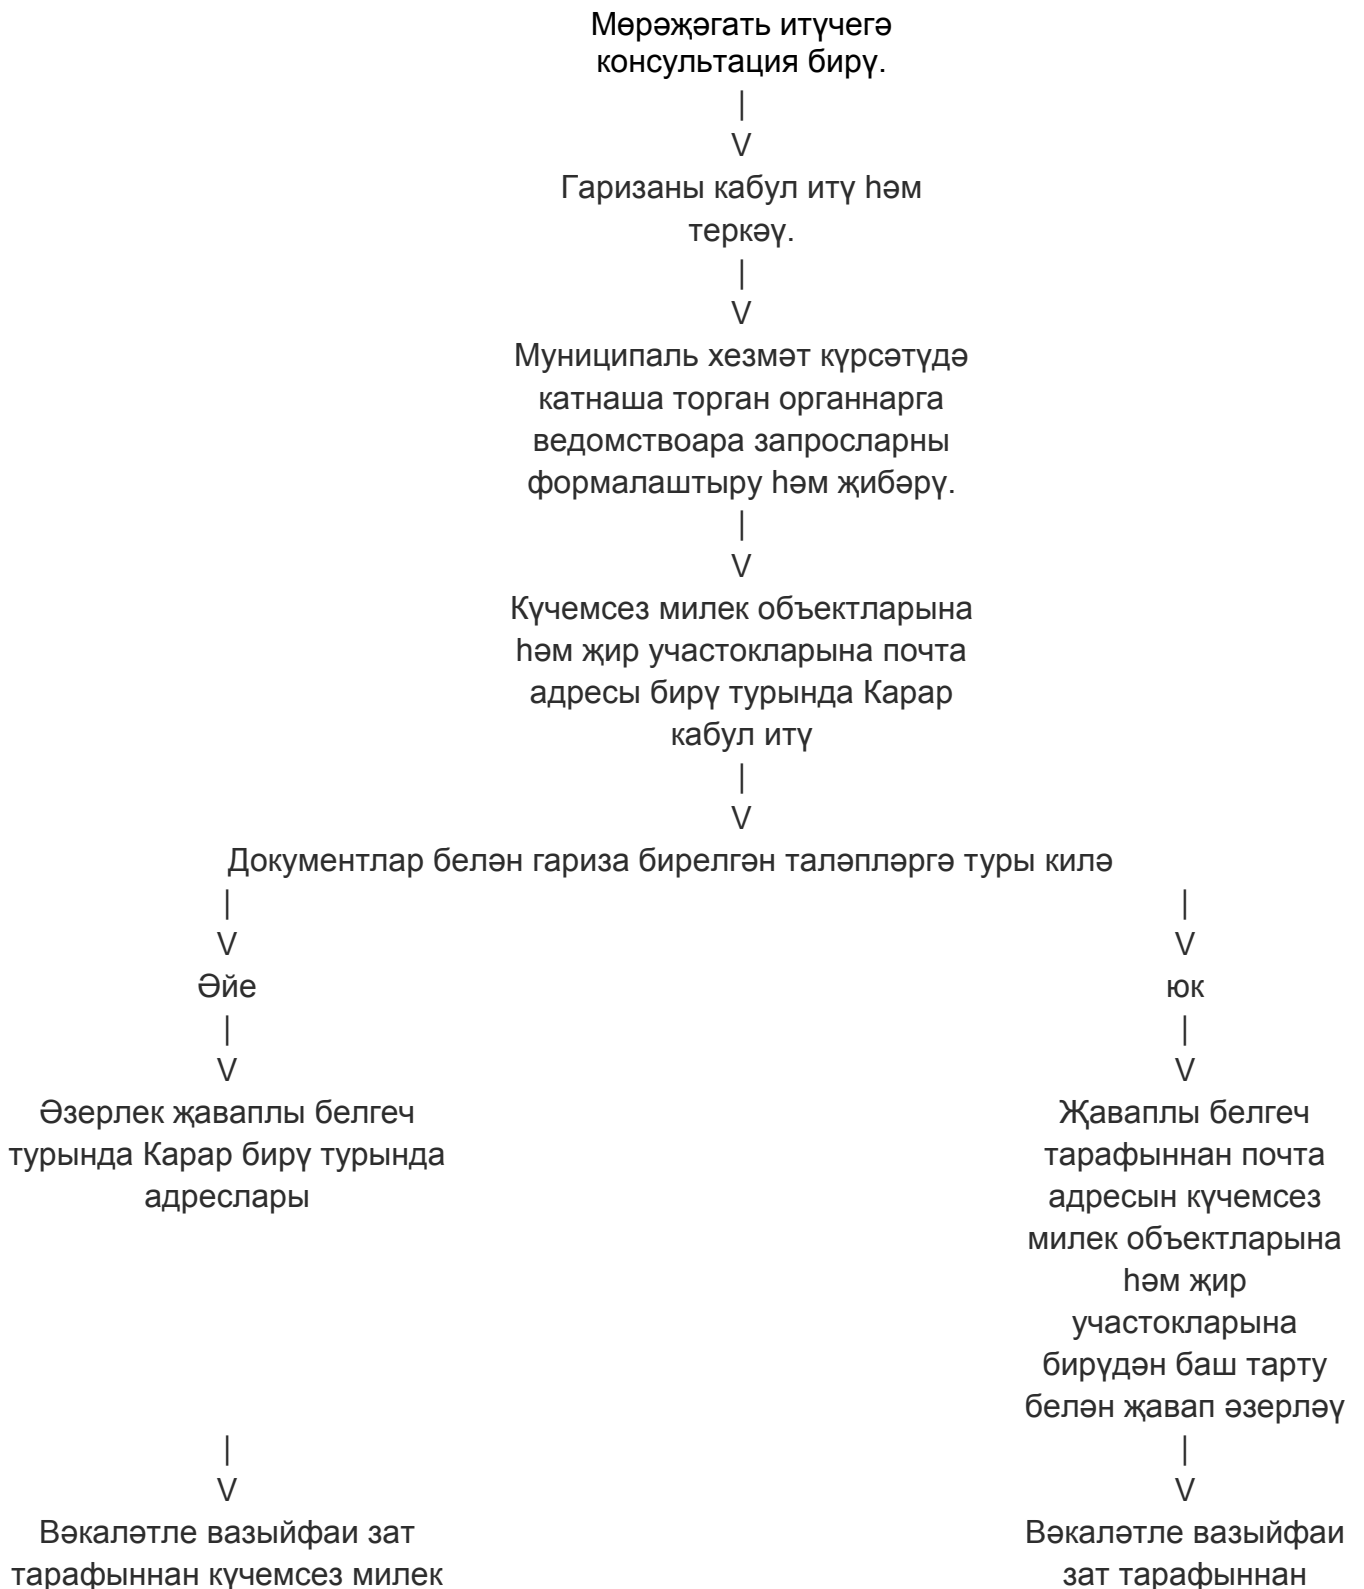 Мөрәҗәгать итүчегә
консультация бирү.
|
V
Гаризаны кабул итү һәм
теркәү.
|
V
Муниципаль хезмәт күрсәтүдә
катнаша торган органнарга
ведомствоара запросларны
формалаштыру һәм җибәрү.
|
V
Күчемсез милек объектларына
һәм җир участокларына почта
адресы бирү турында Карар
кабул итү
|
V
Документлар белән гариза бирелгән таләпләргә туры килә
|
V
Әйе
|
V
Әзерлек җаваплы белгеч
турында Карар бирү турында
адреслары
|
V
Вәкаләтле вазыйфаи зат
тарафыннан күчемсез милек
|
V
юк
|
V
Җаваплы белгеч
тарафыннан почта
адресын күчемсез
милек объектларына
һәм җир
участокларына
бирүдән баш тарту
белән җавап әзерләү
|
V
Вәкаләтле вазыйфаи
зат тарафыннан